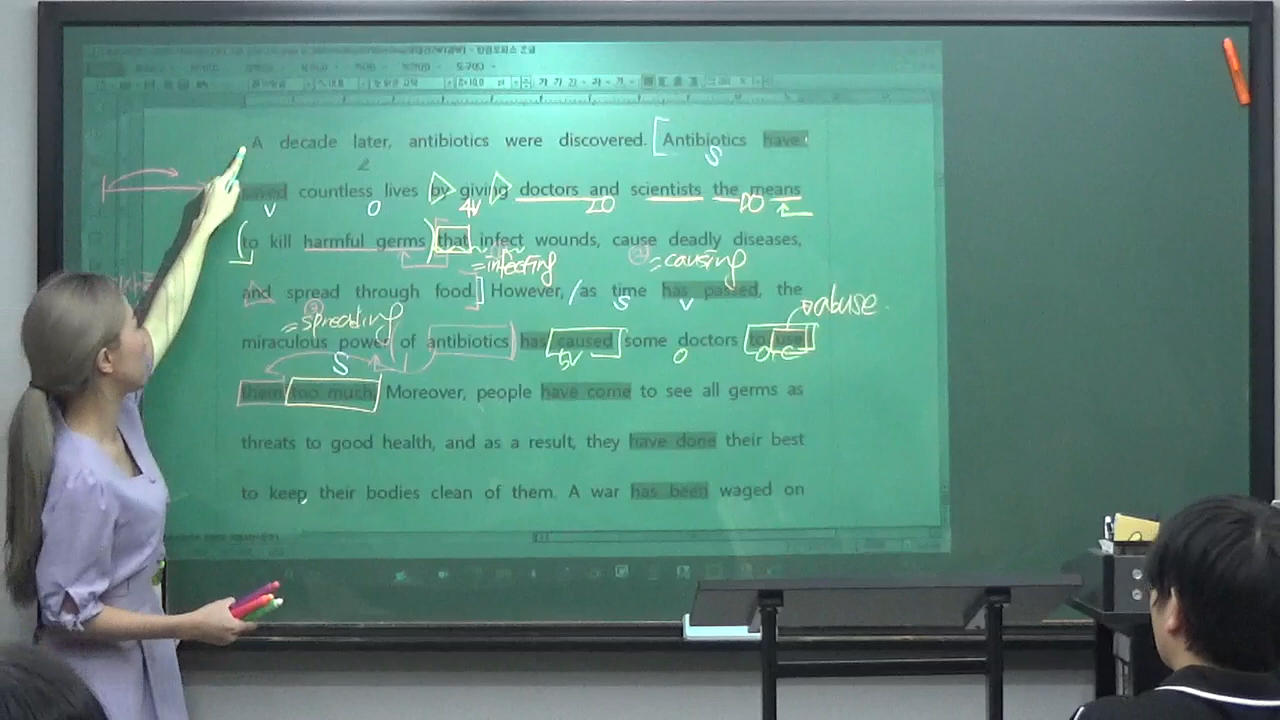 A decade later, antibiotics were discovered. [Antibiotics have
S
saved countless lives by giving doctors and scientists the means
V O 4V IO DO
to kill harmful germs) that infect wounds, cause deadly diseases,
=infecting ② =causing
and spread through food.] However, / as time has passed, the
③ =spreading S V →abuse.
miraculous power (of antibiotics) has caused some doctors to use
S 5V O O.C
them too much. Moreover, people have come to see all germs as
threats to good health, and as a result, they have done their best
to keep their bodies clean of them. A war has been waged on